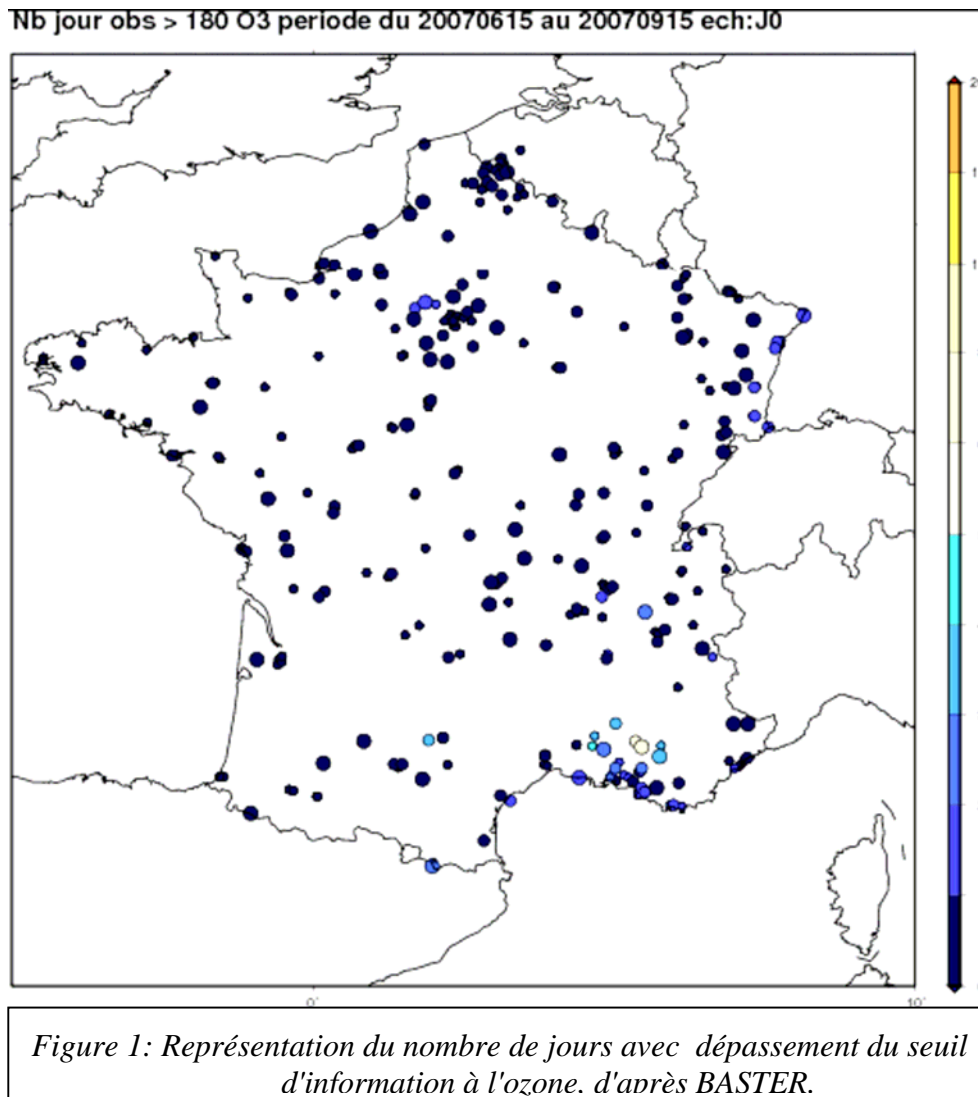 Nb jour obs > 180 O3 periode du 20070615 au 20070915 ech:J0
0°
10°
Figure 1: Représentation du nombre de jours avec dépassement du seuil
d'information à l'ozone, d'après BASTER.